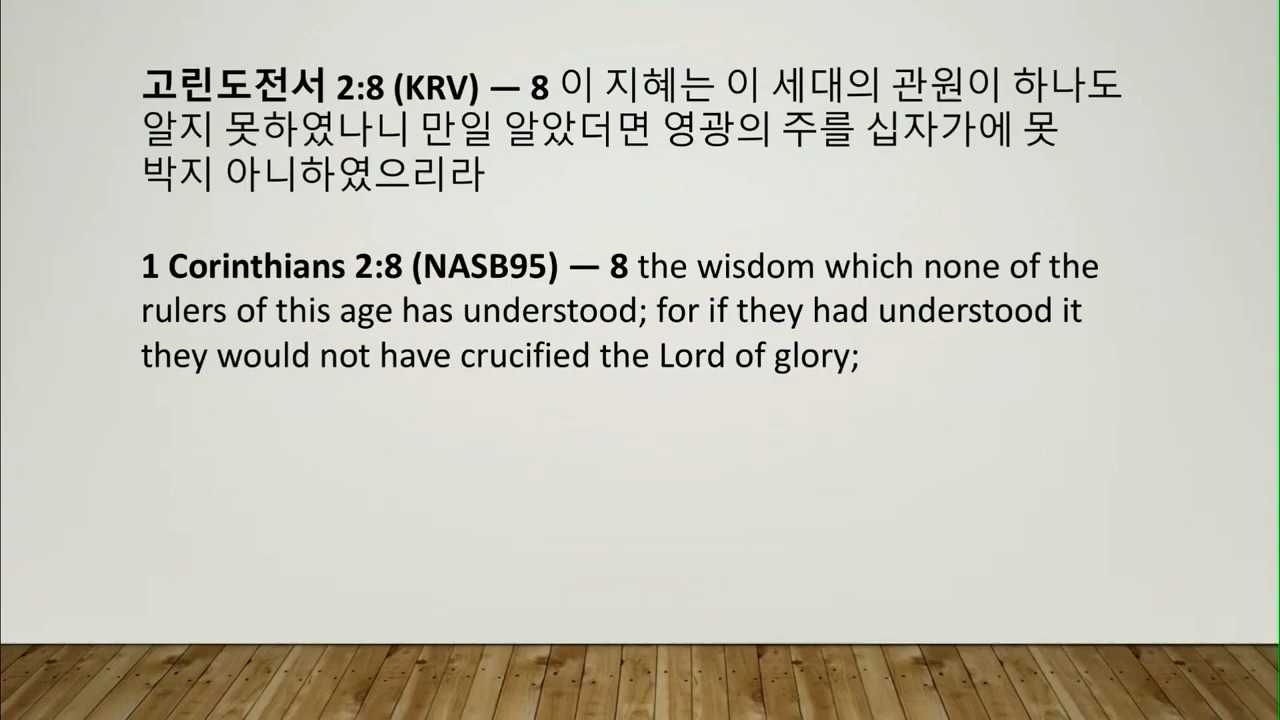 고린도전서 2:8 (KRV) — 8 이 지혜는 이 세대의 관원이 하나도
알지 못하였나니 만일 알았더면 영광의 주를 십자가에 못
박지 아니하였으리라
1 Corinthians 2:8 (NASB95) — 8 the wisdom which none of the
rulers of this age has understood; for if they had understood it
they would not have crucified the Lord of glory;